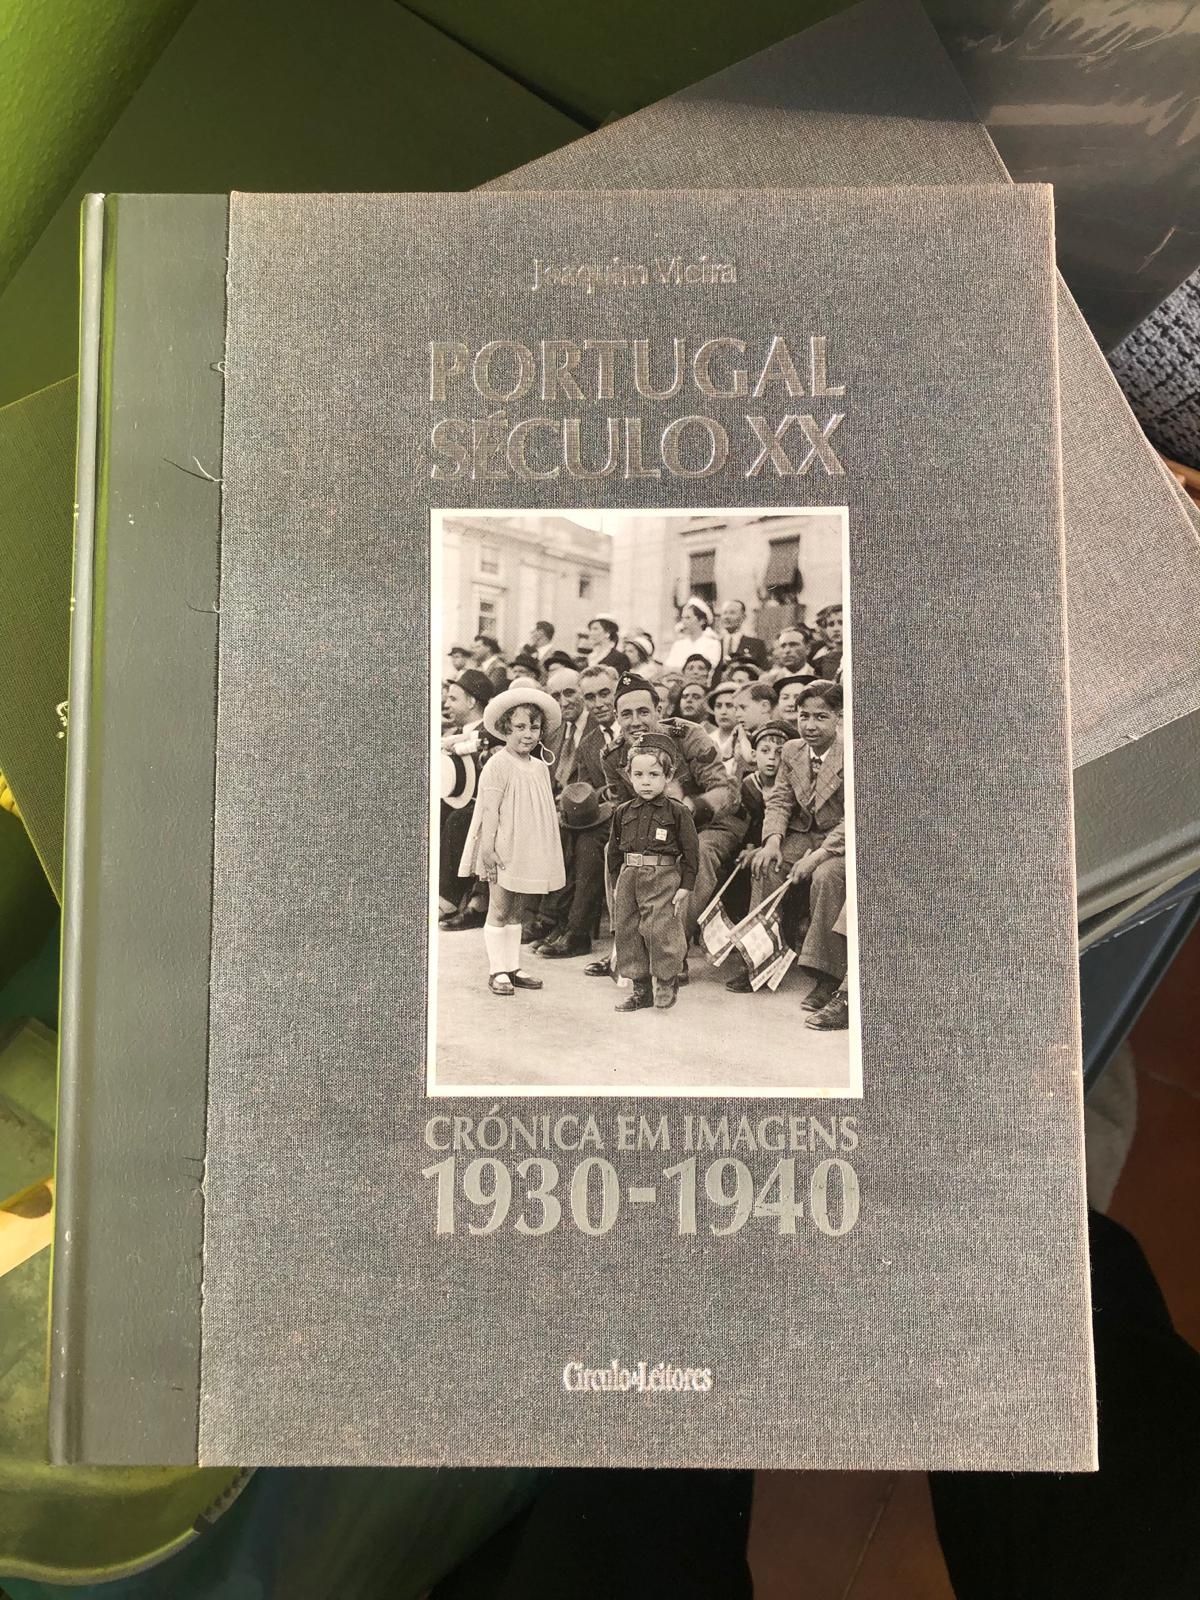 Joaquim Vieira
PORTUGAL
SÉCULO XX
CRÓNICA EM IMAGENS
1930-1940
Círculo de Leitores